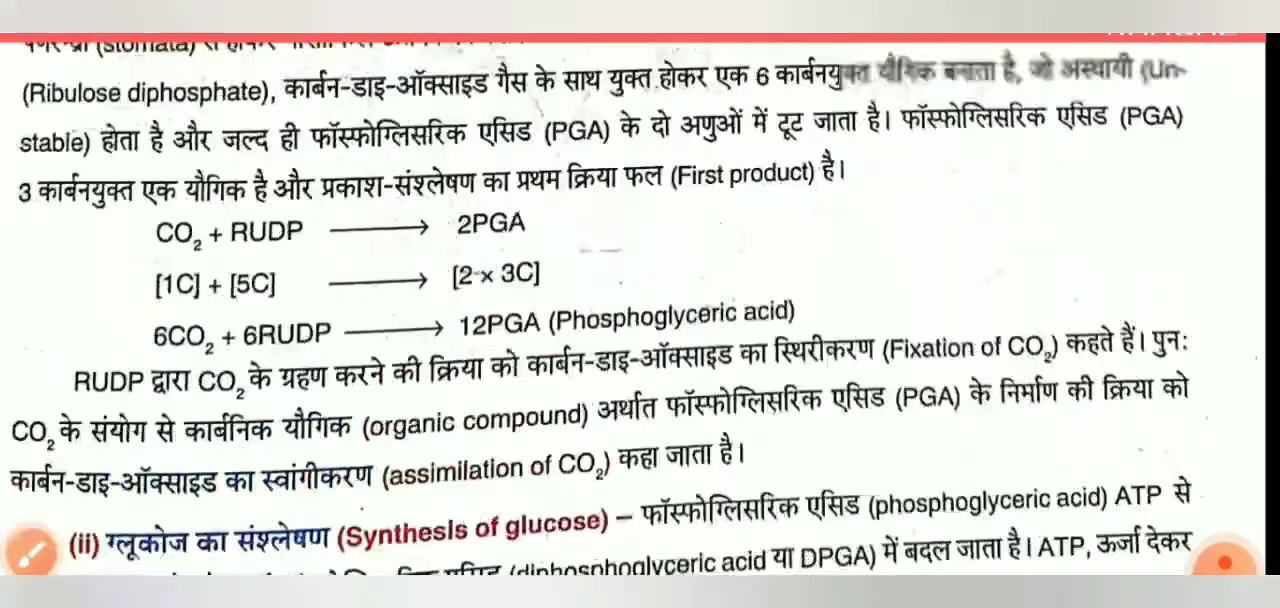 (stomata)
(Ribulose diphosphate), कार्बन-डाइ-ऑक्साइड गैस के साथ युक्त होकर एक 6 कार्बनयुक्त यौगिक बनाता है, जो अस्थायी (Un-
stable) होता है और जल्द ही फॉस्फोग्लिसरिक एसिड (PGA) के दो अणुओं में टूट जाता है। फॉस्फोग्लिसरिक एसिड (PGA)
3 कार्बनयुक्त एक यौगिक है और प्रकाश-संश्लेषण का प्रथम क्रिया फल (First product) है।
CO₂ + RUDP ⟶ 2PGA
[1C] + [5C] ⟶ [2 x 3C]
6CO₂ + 6RUDP ⟶ 12PGA (Phosphoglyceric acid)
RUDP द्वारा CO₂ के ग्रहण करने की क्रिया को कार्बन-डाइ-ऑक्साइड का स्थिरीकरण (Fixation of CO₂) कहते हैं। पुनः
CO₂ के संयोग से कार्बनिक यौगिक (organic compound) अर्थात फॉस्फोग्लिसरिक एसिड (PGA) के निर्माण की क्रिया को
कार्बन-डाइ-ऑक्साइड का स्वांगीकरण (assimilation of CO₂) कहा जाता है।
(ii) ग्लूकोज का संश्लेषण (Synthesis of glucose) – फॉस्फोग्लिसरिक एसिड (phosphoglyceric acid) ATP से
(diphosphoglyceric acid या DPGA) में बदल जाता है। ATP, ऊर्जा देकर